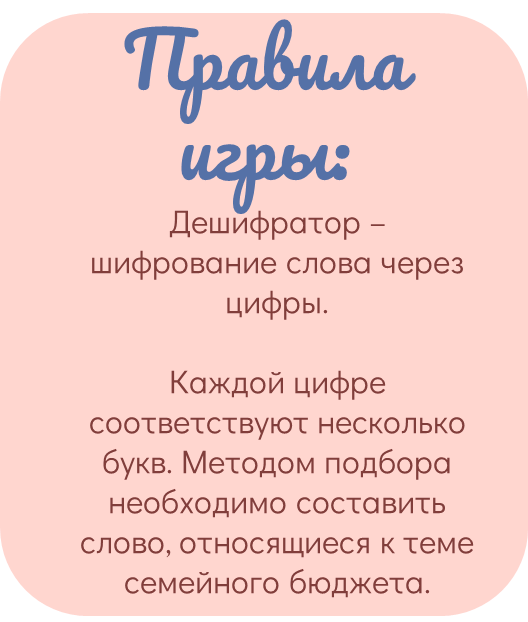 Правила
игры:
Дешифратор –
шифрование слова через
цифры.
Каждой цифре
соответствуют несколько
букв. Методом подбора
необходимо составить
слово, относящиеся к теме
семейного бюджета.